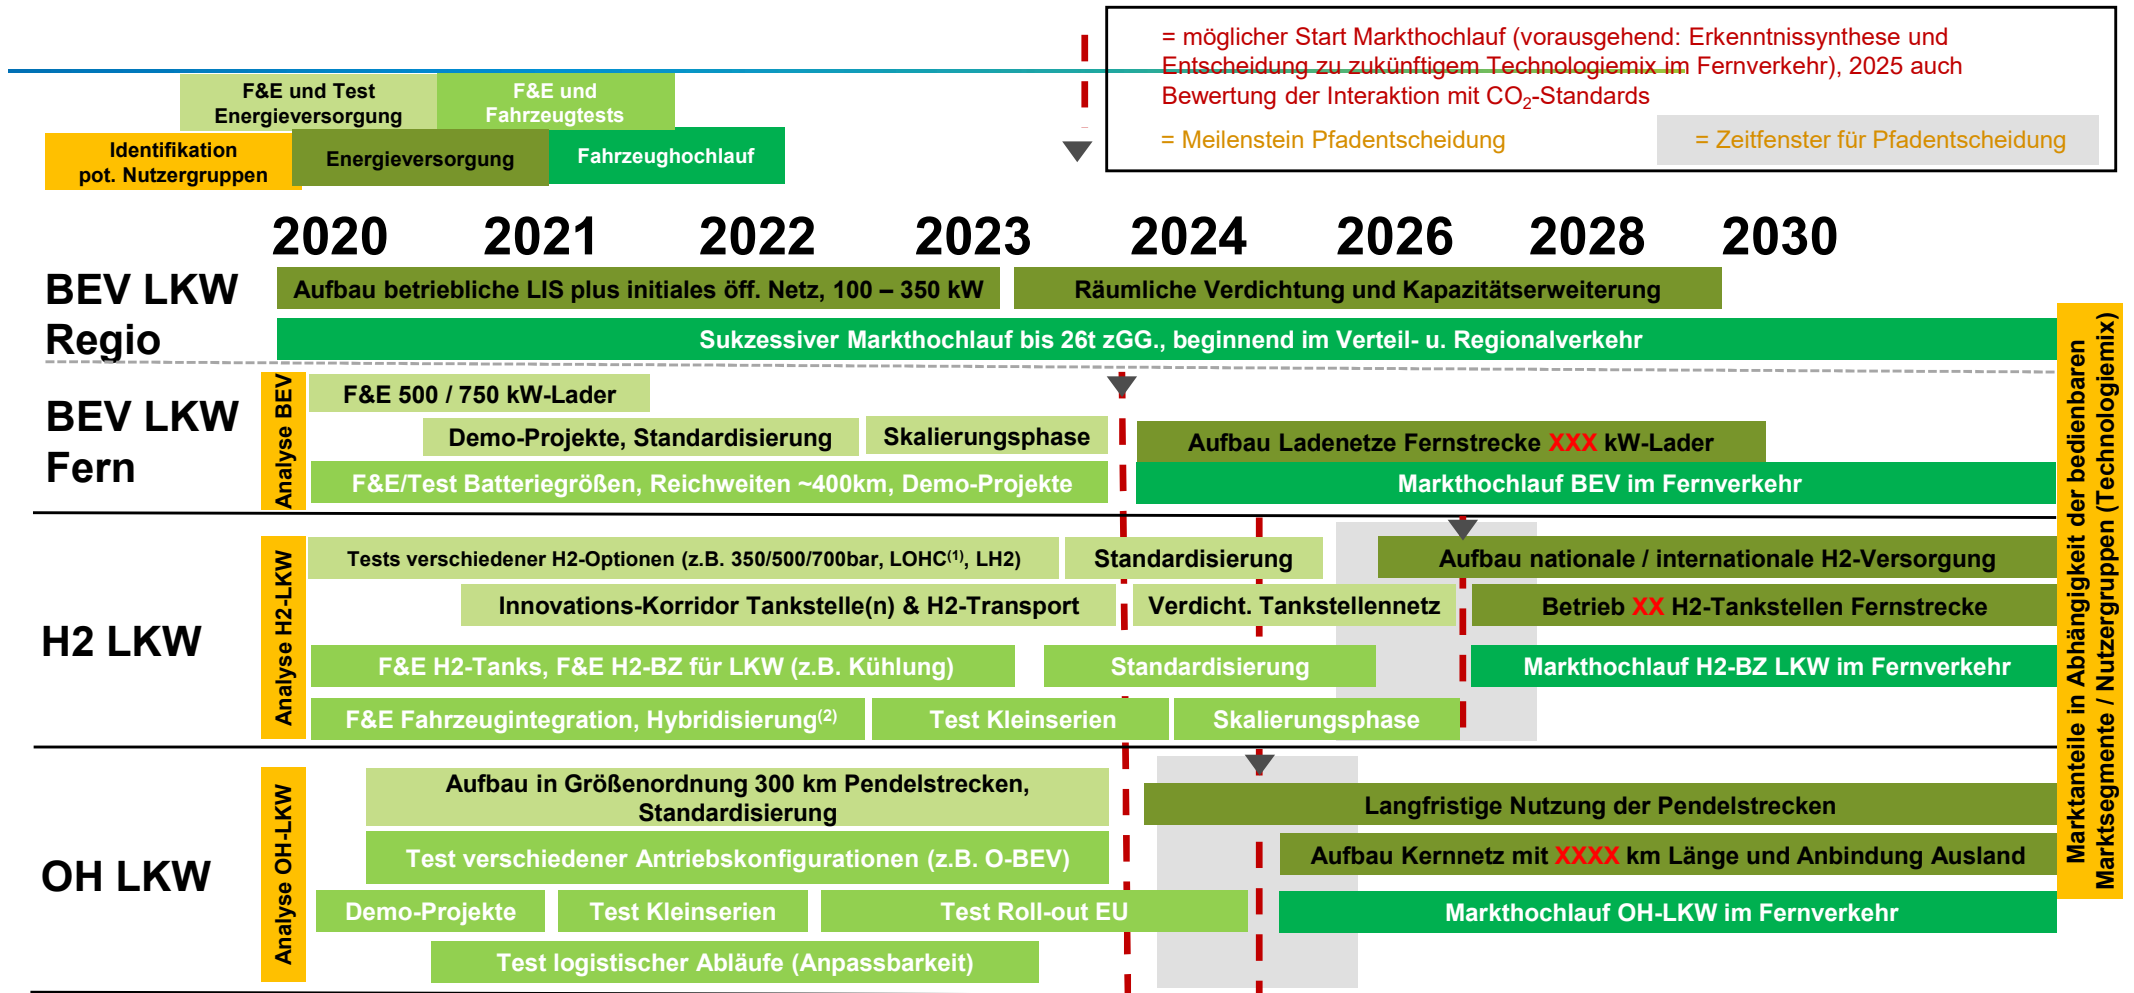 = möglicher Start Markthochlauf (vorausgehend: Erkenntnissynthese und
Entscheidung zu zukünftigem Technologiemix im Fernverkehr), 2025 auch
Bewertung der Interaktion mit CO2-Standards
= Meilenstein Pfadentscheidung
= Zeitfenster für Pfadentscheidung
F&E und Test
Energieversorgung
F&E und
Fahrzeugtests
Identifikation
pot. Nutzergruppen
Energieversorgung
Fahrzeughochlauf
2020 2021 2022 2023 2024 2026 2028 2030
BEV LKW
Regio
Aufbau betriebliche LIS plus initiales öff. Netz, 100 – 350 kW
Räumliche Verdichtung und Kapazitätserweiterung
Sukzessiver Markthochlauf bis 26t zGG., beginnend im Verteil- u. Regionalverkehr
BEV LKW
Fern
Analyse BEV
F&E 500 / 750 kW-Lader
Demo-Projekte, Standardisierung
Skalierungsphase
Aufbau Ladenetze Fernstrecke XXX kW-Lader
F&E/Test Batteriegrößen, Reichweiten ~400km, Demo-Projekte
Markthochlauf BEV im Fernverkehr
H2 LKW
Analyse H2-LKW
Tests verschiedener H2-Optionen (z.B. 350/500/700bar, LOHC(1), LH2)
Standardisierung
Aufbau nationale / internationale H2-Versorgung
Innovations-Korridor Tankstelle(n) & H2-Transport
Verdicht. Tankstellennetz
Betrieb XX H2-Tankstellen Fernstrecke
F&E H2-Tanks, F&E H2-BZ für LKW (z.B. Kühlung)
Standardisierung
Markthochlauf H2-BZ LKW im Fernverkehr
F&E Fahrzeugintegration, Hybridisierung(2)
Test Kleinserien
Skalierungsphase
OH LKW
Analyse OH-LKW
Aufbau in Größenordnung 300 km Pendelstrecken,
Standardisierung
Langfristige Nutzung der Pendelstrecken
Test verschiedener Antriebskonfigurationen (z.B. O-BEV)
Aufbau Kernnetz mit XXXX km Länge und Anbindung Ausland
Demo-Projekte
Test Kleinserien
Test Roll-out EU
Markthochlauf OH-LKW im Fernverkehr
Test logistischer Abläufe (Anpassbarkeit)
Marktanteile in Abhängigkeit der bedienbaren
Marktsegmente / Nutzergruppen (Technologiemix)